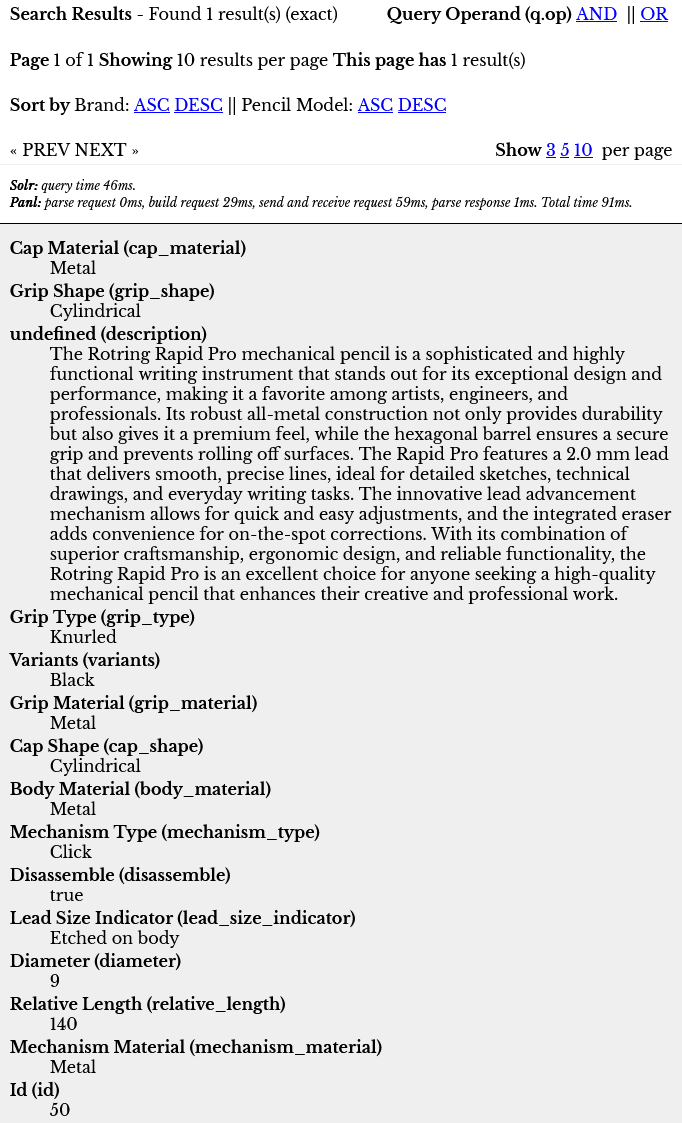 Search Results - Found 1 result(s) (exact) Query Operand (q.op) AND || OR
Page 1 of 1 Showing 10 results per page This page has 1 result(s)
Sort by Brand: ASC DESC || Pencil Model: ASC DESC
« PREV NEXT » Show 3 5 10 per page
Solr: query time 46ms.
Panl: parse request 0ms, build request 29ms, send and receive request 59ms, parse response 1ms. Total time 91ms.
Cap Material (cap_material)
Metal
Grip Shape (grip_shape)
Cylindrical
undefined (description)
The Rotring Rapid Pro mechanical pencil is a sophisticated and highly
functional writing instrument that stands out for its exceptional design and
performance, making it a favorite among artists, engineers, and
professionals. Its robust all-metal construction not only provides durability
but also gives it a premium feel, while the hexagonal barrel ensures a secure
grip and prevents rolling off surfaces. The Rapid Pro features a 2.0 mm lead
that delivers smooth, precise lines, ideal for detailed sketches, technical
drawings, and everyday writing tasks. The innovative lead advancement
mechanism allows for quick and easy adjustments, and the integrated eraser
adds convenience for on-the-spot corrections. With its combination of
superior craftsmanship, ergonomic design, and reliable functionality, the
Rotring Rapid Pro is an excellent choice for anyone seeking a high-quality
mechanical pencil that enhances their creative and professional work.
Grip Type (grip_type)
Knurled
Variants (variants)
Black
Grip Material (grip_material)
Metal
Cap Shape (cap_shape)
Cylindrical
Body Material (body_material)
Metal
Mechanism Type (mechanism_type)
Click
Disassemble (disassemble)
true
Lead Size Indicator (lead_size_indicator)
Etched on body
Diameter (diameter)
9
Relative Length (relative_length)
140
Mechanism Material (mechanism_material)
Metal
Id (id)
50